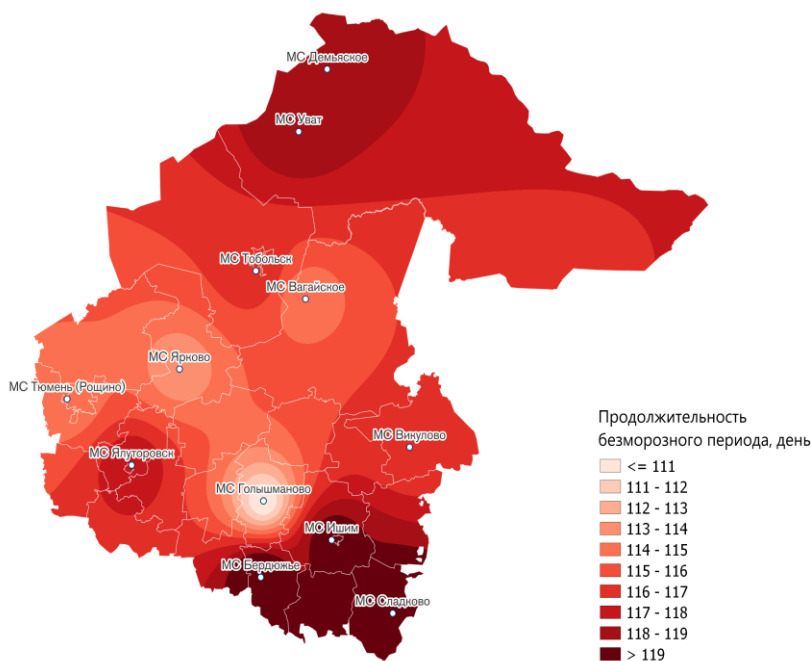 МС Демьяское
МС Уват
МС Тобольск
МС Вагайское
МС Ярково
МС Тюмень (Рощино)
МС Викулово
МС Ялуторовск
МС Голышманово
МС Ишим
МС Бердюжье
МС Сладково
Продолжительность
безморозного периода, день
<= 111
111 - 112
112 - 113
113 - 114
114 - 115
115 - 116
116 - 117
117 - 118
118 - 119
> 119